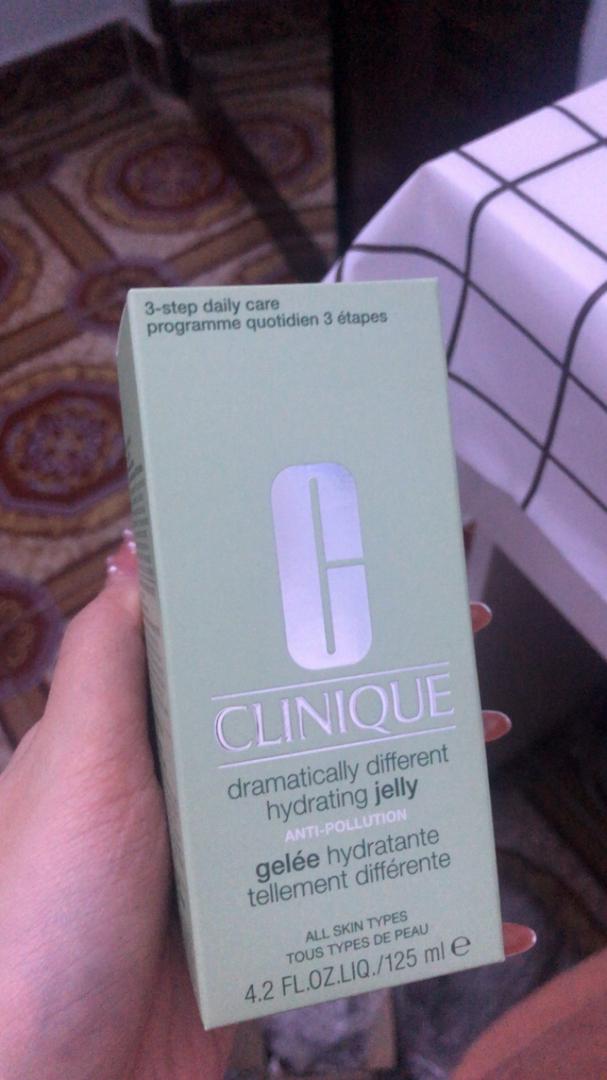 3-step daily care
programme quotidien 3 étapes
C
CLINIQUE
dramatically different
hydrating jelly
ANTI-POLLUTION
gelée hydratante
tellement différente
ALL SKIN TYPES
TOUS TYPES DE PEAU
4.2 FL.OZ.LIQ./125 ml e